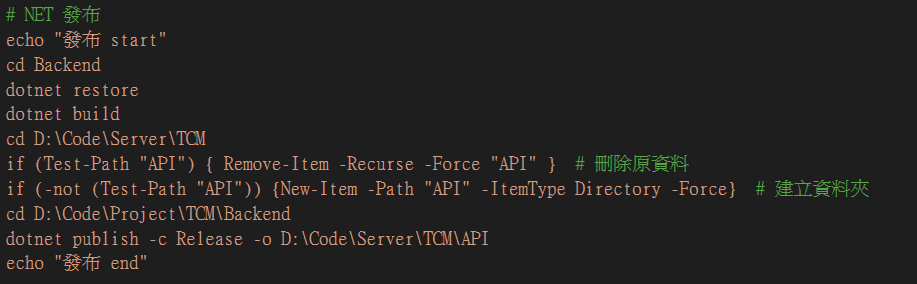 # NET 發布
echo "發布 start"
cd Backend
dotnet restore
dotnet build
cd D:\Code\Server\TCM
if (Test-Path "API") { Remove-Item -Recurse -Force "API" }  # 刪除原資料
if (-not (Test-Path "API")) {New-Item -Path "API" -ItemType Directory -Force}  # 建立資料夾
cd D:\Code\Project\TCM\Backend
dotnet publish -c Release -o D:\Code\Server\TCM\API
echo "發布 end"